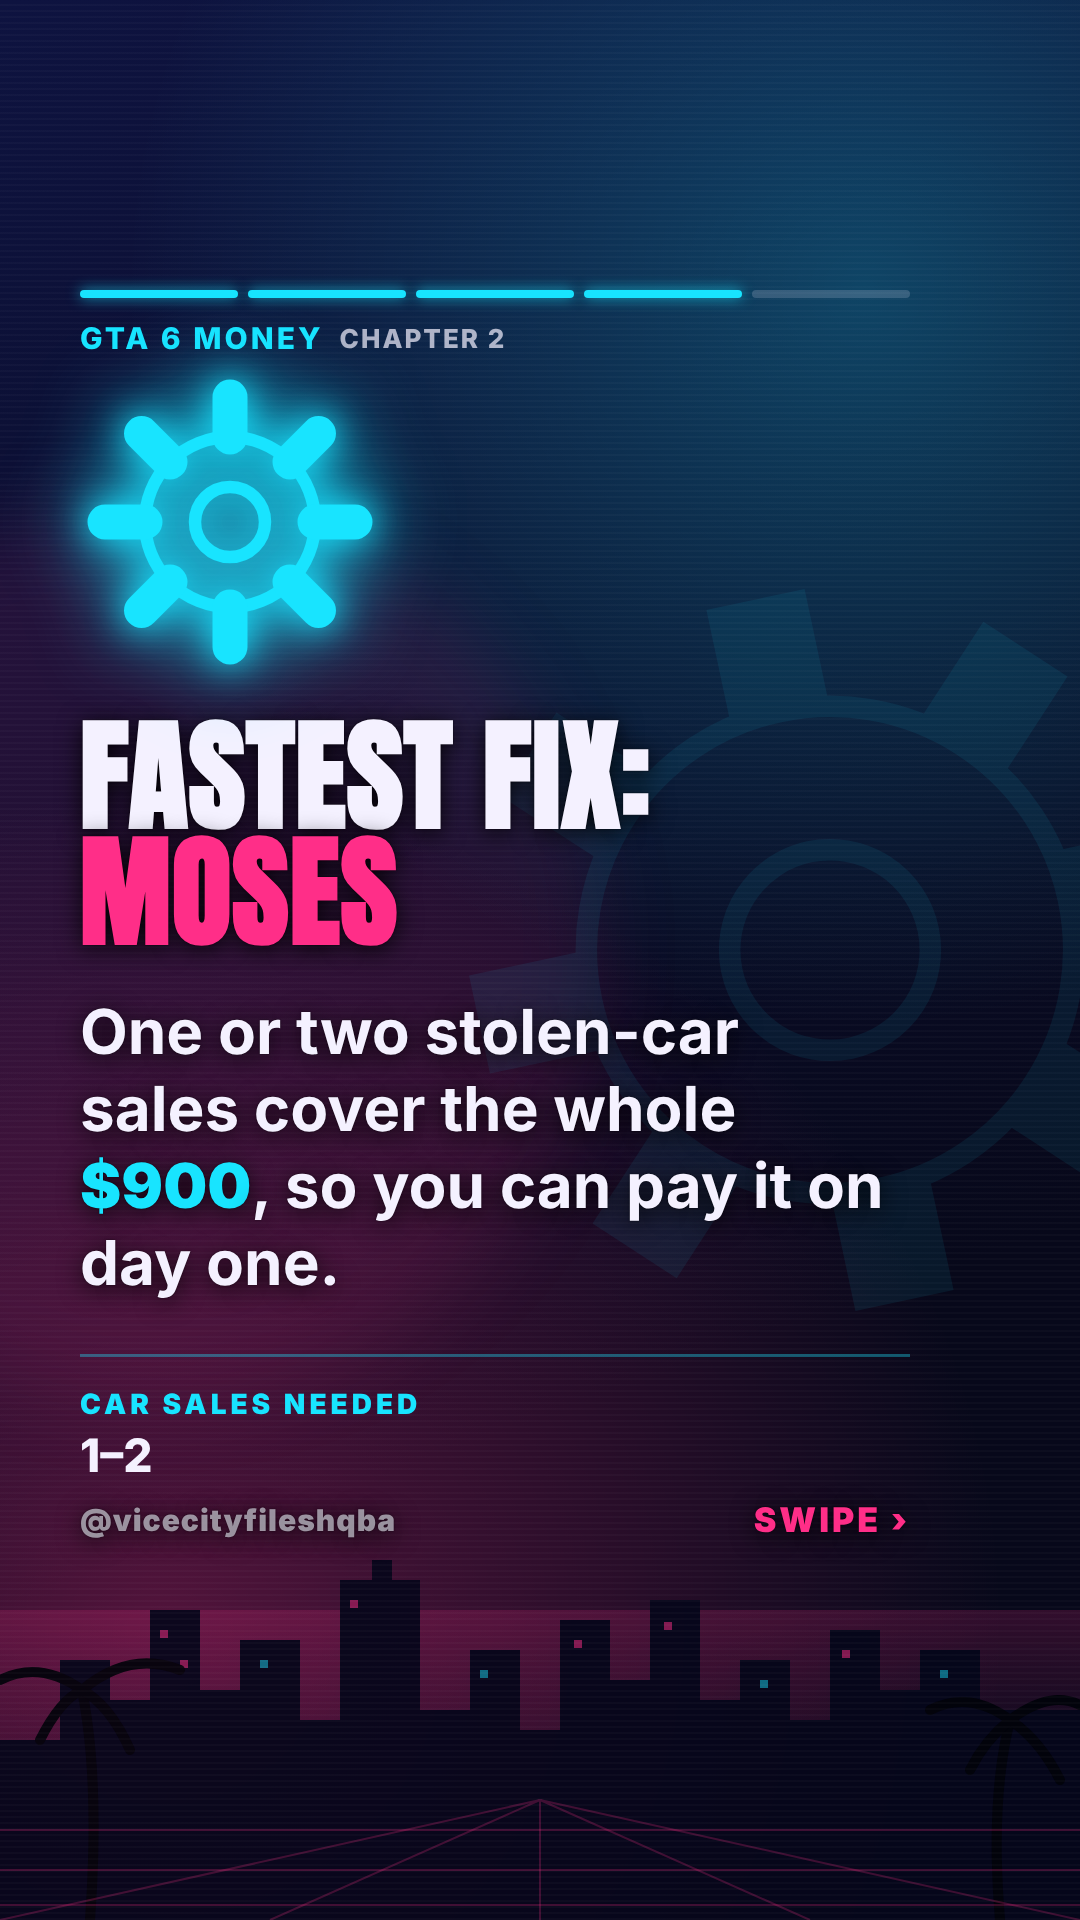 GTA 6 MONEY CHAPTER 2
FASTEST FIX:
MOSES
One or two stolen-car
sales cover the whole
$900, so you can pay it on
day one.
CAR SALES NEEDED
1–2
@vicecityfileshqba SWIPE ›